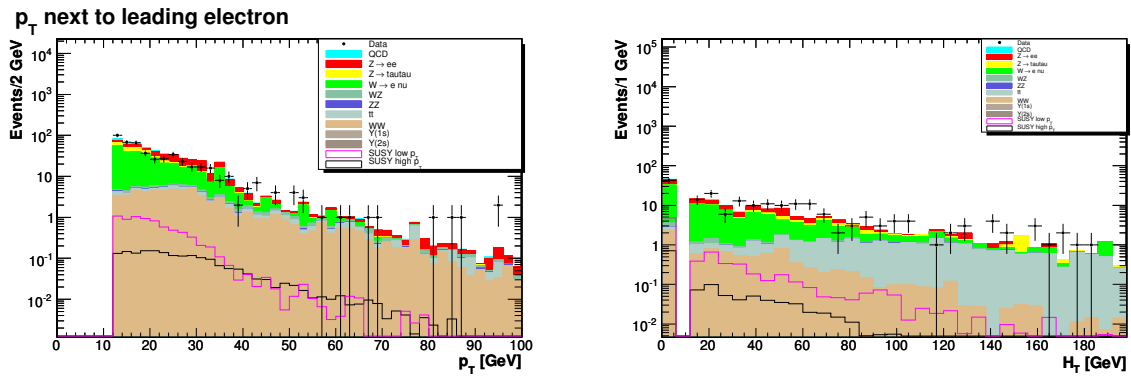 p_T next to leading electron
Events/2 GeV
10^4
10^3
10^2
10
1
10^-1
10^-2
0 10 20 30 40 50 60 70 80 90 100
p_T [GeV]
Data
QCD
Z → ee
Z → tautau
W → e nu
WZ
ZZ
tt
WW
Y(1s)
Y(2s)
SUSY low p_T
SUSY high p_T
Events/1 GeV
10^5
10^4
10^3
10^2
10
1
10^-1
10^-2
0 20 40 60 80 100 120 140 160 180
H_T [GeV]
Data
QCD
Z → ee
Z → tautau
W → e nu
WZ
ZZ
tt
WW
Y(1s)
Y(2s)
SUSY low p_T
SUSY high p_T